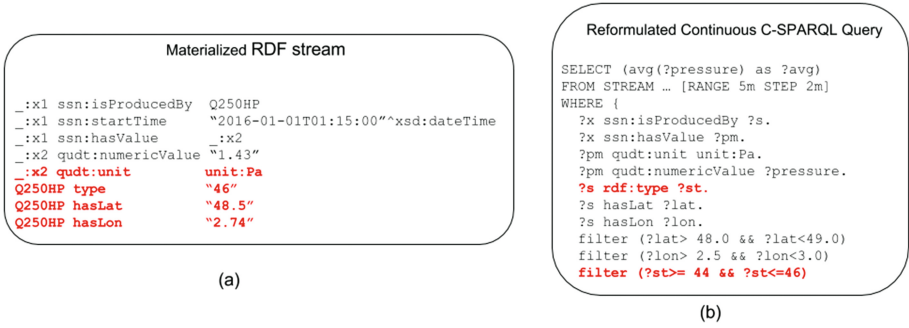 Materialized RDF stream
_:x1 ssn:isProducedBy Q250HP
_:x1 ssn:startTime "2016-01-01T01:15:00"^xsd:dateTime
_:x1 ssn:hasValue _:x2
_:x2 qudt:numericValue "1.43"
_:x2 qudt:unit unit:Pa
Q250HP type "46"
Q250HP hasLat "48.5"
Q250HP hasLon "2.74"
(a)
Reformulated Continuous C-SPARQL Query
SELECT (avg(?pressure) as ?avg)
FROM STREAM … [RANGE 5m STEP 2m]
WHERE {
?x ssn:isProducedBy ?s.
?x ssn:hasValue ?pm.
?pm qudt:unit unit:Pa.
?pm qudt:numericValue ?pressure.
?s rdf:type ?st.
?s hasLat ?lat.
?s hasLon ?lon.
filter (?lat> 48.0 && ?lat<49.0)
filter (?lon> 2.5 && ?lon<3.0)
filter (?st>= 44 && ?st<=46)
(b)